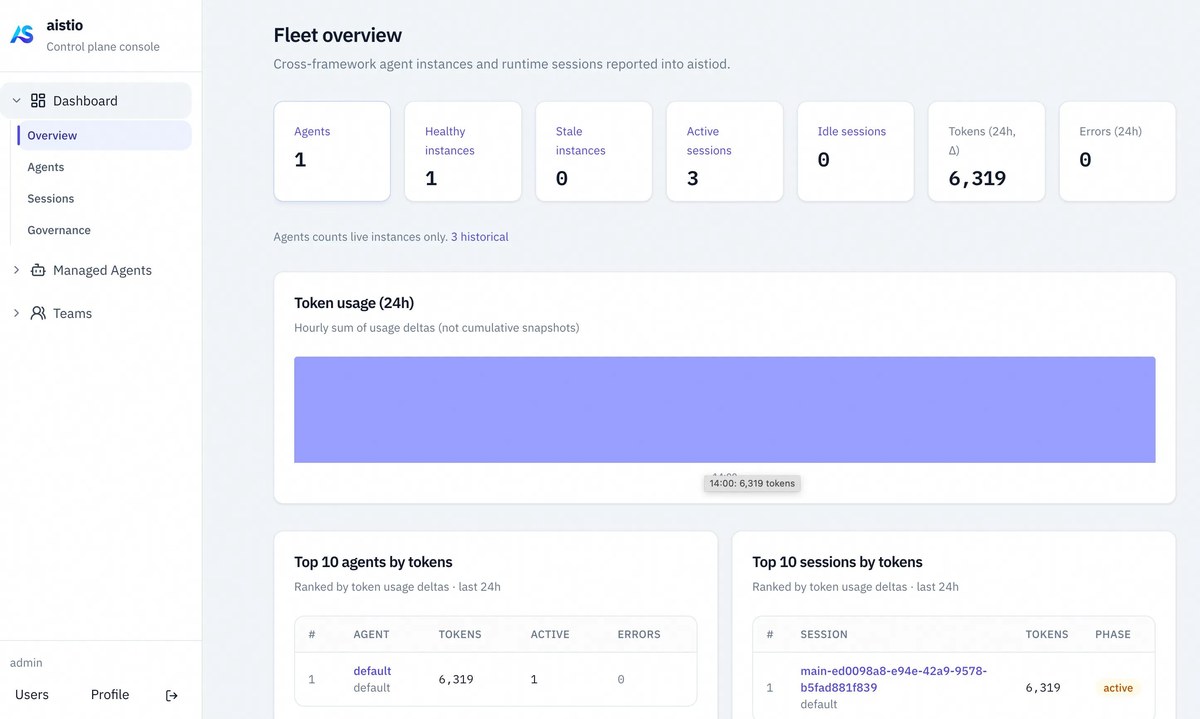 aistio
Control plane console
Dashboard
Overview
Agents
Sessions
Governance
Managed Agents
Teams
admin
Users
Profile
Fleet overview
Cross-framework agent instances and runtime sessions reported into aistiod.
Agents
1
Healthy
instances
1
Stale
instances
0
Active
sessions
3
Idle sessions
0
Tokens (24h,
Δ)
6,319
Errors (24h)
0
Agents counts live instances only. 3 historical
Token usage (24h)
Hourly sum of usage deltas (not cumulative snapshots)
14:00: 6,319 tokens
Top 10 agents by tokens
Ranked by token usage deltas · last 24h
# AGENT TOKENS ACTIVE ERRORS
1 default 6,319 1 0
default
Top 10 sessions by tokens
Ranked by token usage deltas · last 24h
# SESSION TOKENS PHASE
main-ed0098a8-e94e-42a9-9578-
1 b5fad881f839 6,319 active
default